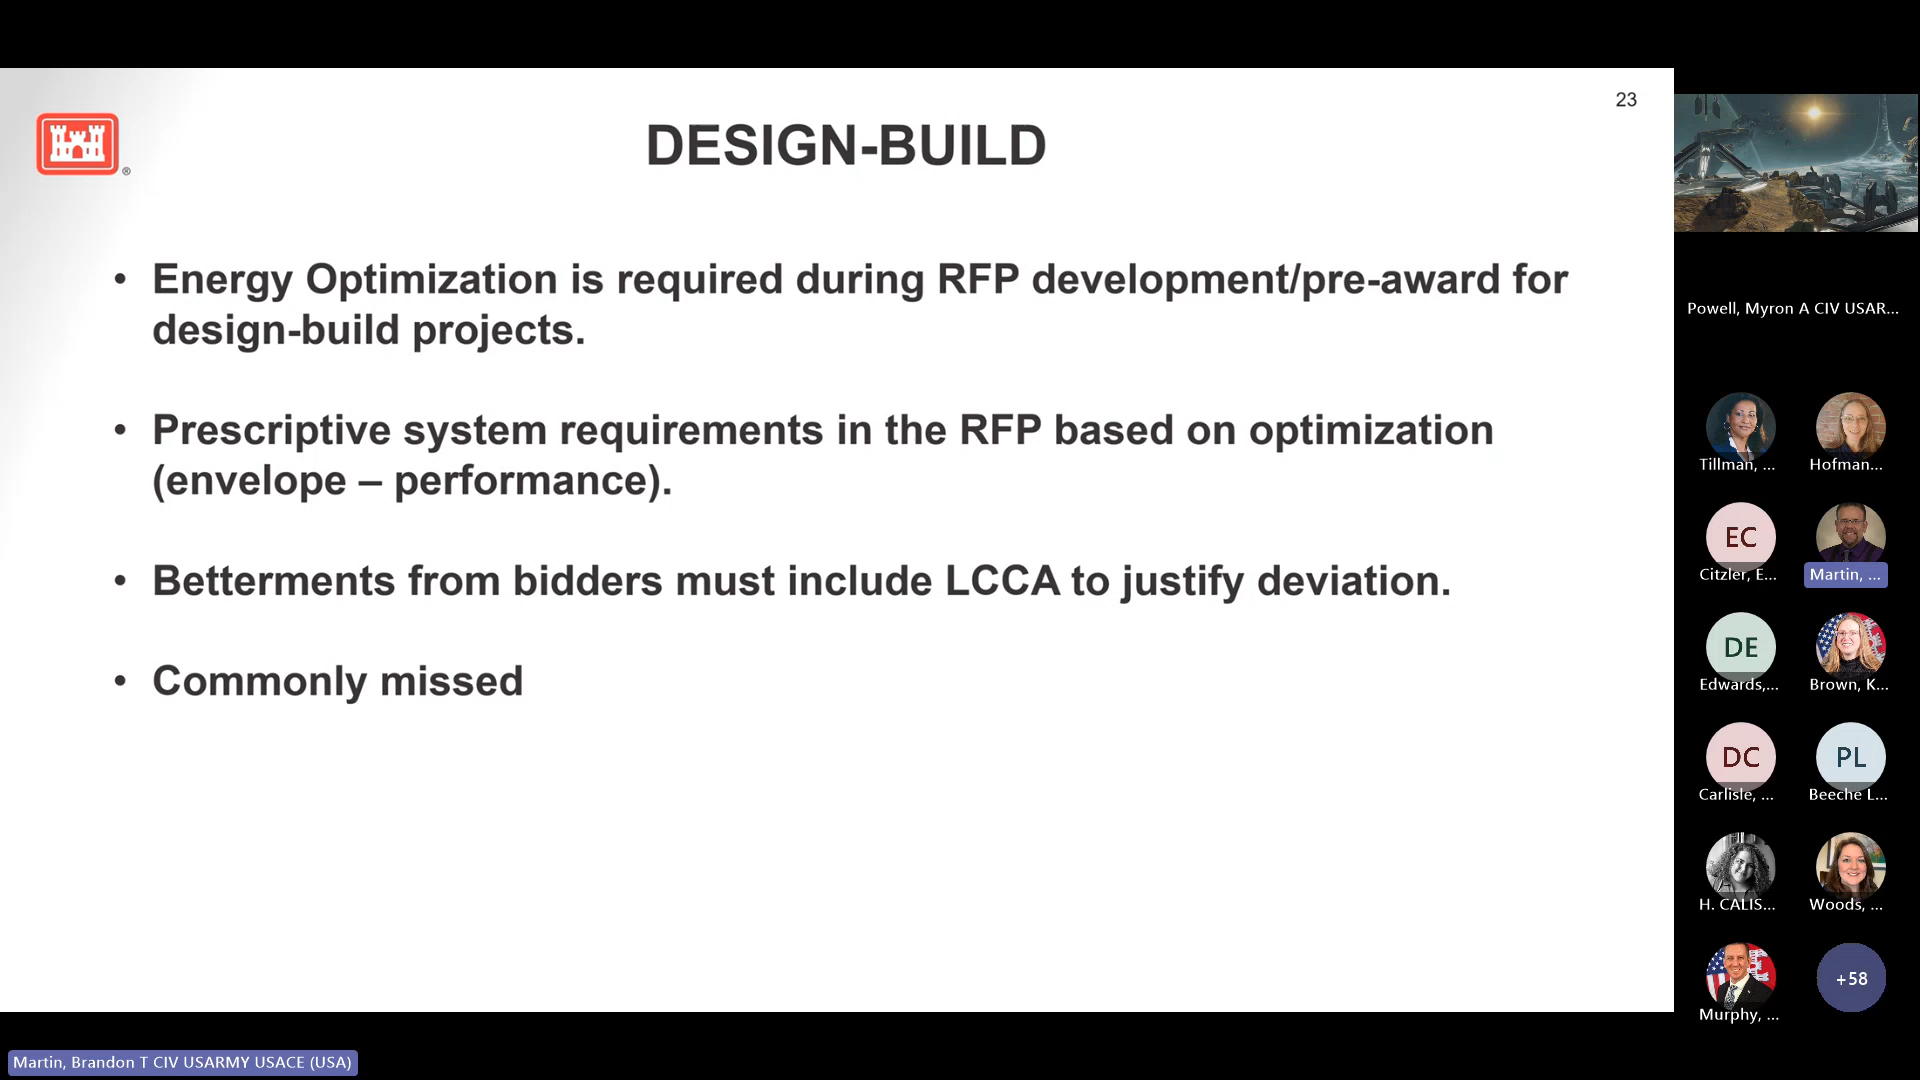 23
DESIGN-BUILD
®
• Energy Optimization is required during RFP development/pre-award for
design-build projects.
• Prescriptive system requirements in the RFP based on optimization
(envelope – performance).
• Betterments from bidders must include LCCA to justify deviation.
• Commonly missed
Powell, Myron A CIV USAR...
Tillman, ...
Hofman...
EC
Citzler, E...
Martin, ...
DE
Edwards,...
Brown, K...
DC
Carlisle, ...
PL
Beeche L...
H. CALIS...
Woods, ...
Murphy, ...
+58
Martin, Brandon T CIV USARMY USACE (USA)